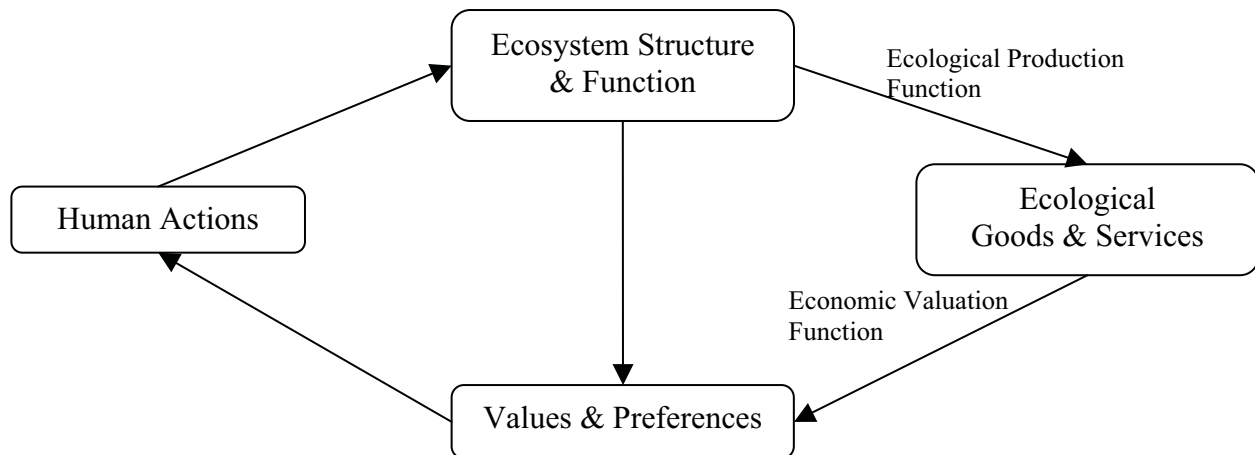 Ecosystem Structure
& Function
Ecological Production
Function
Human Actions
Ecological
Goods & Services
Economic Valuation
Function
Values & Preferences